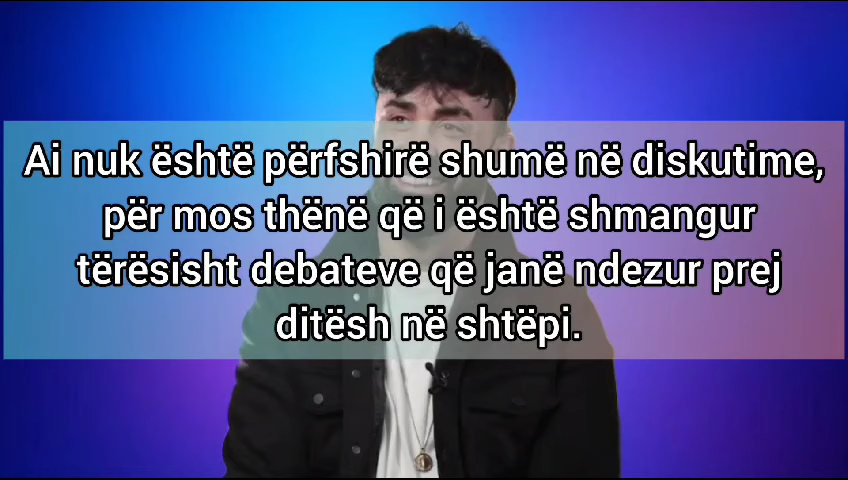 Ai nuk është përfshirë shumë në diskutime,
për mos thënë që i është shmangur
tërësisht debateve që janë ndezur prej
ditësh në shtëpi.